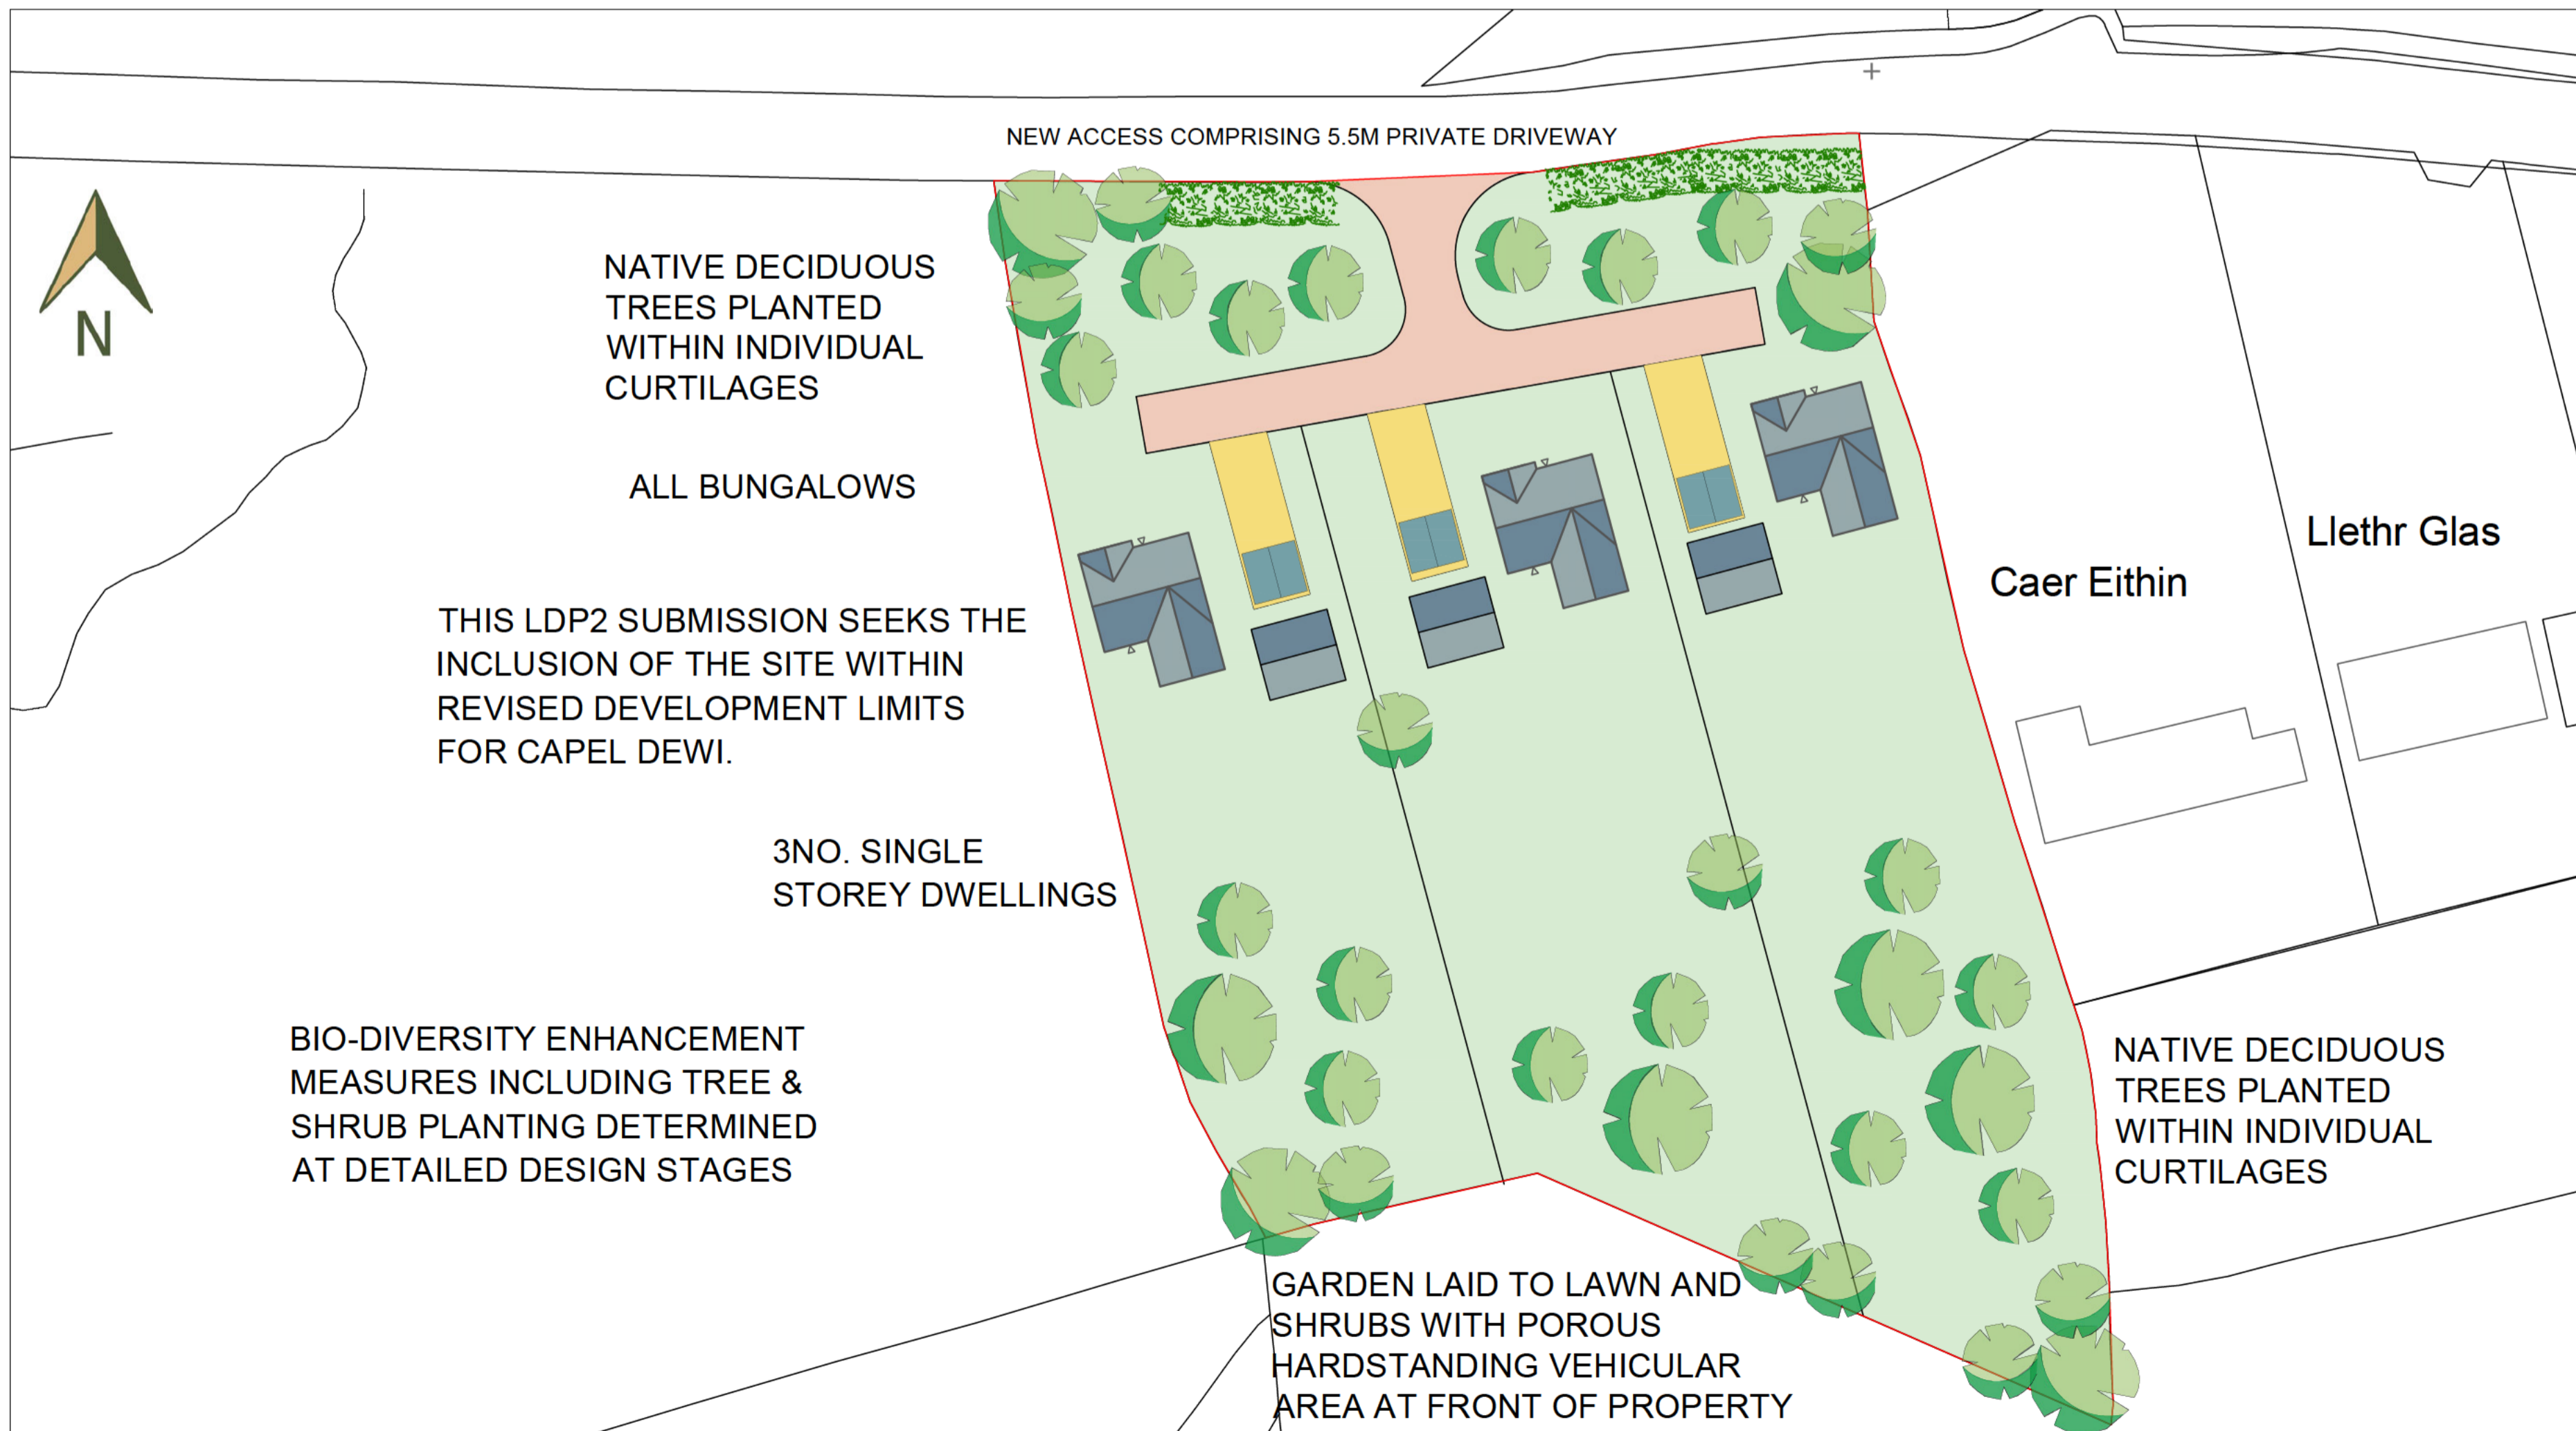 NEW ACCESS COMPRISING 5.5M PRIVATE DRIVEWAY
N
NATIVE DECIDUOUS
TREES PLANTED
WITHIN INDIVIDUAL
CURTILAGES
ALL BUNGALOWS
THIS LDP2 SUBMISSION SEEKS THE
INCLUSION OF THE SITE WITHIN
REVISED DEVELOPMENT LIMITS
FOR CAPEL DEWI.
3NO. SINGLE
STOREY DWELLINGS
BIO-DIVERSITY ENHANCEMENT
MEASURES INCLUDING TREE &
SHRUB PLANTING DETERMINED
AT DETAILED DESIGN STAGES
Llethr Glas
Caer Eithin
NATIVE DECIDUOUS
TREES PLANTED
WITHIN INDIVIDUAL
CURTILAGES
GARDEN LAID TO LAWN AND
SHRUBS WITH POROUS
HARDSTANDING VEHICULAR
AREA AT FRONT OF PROPERTY